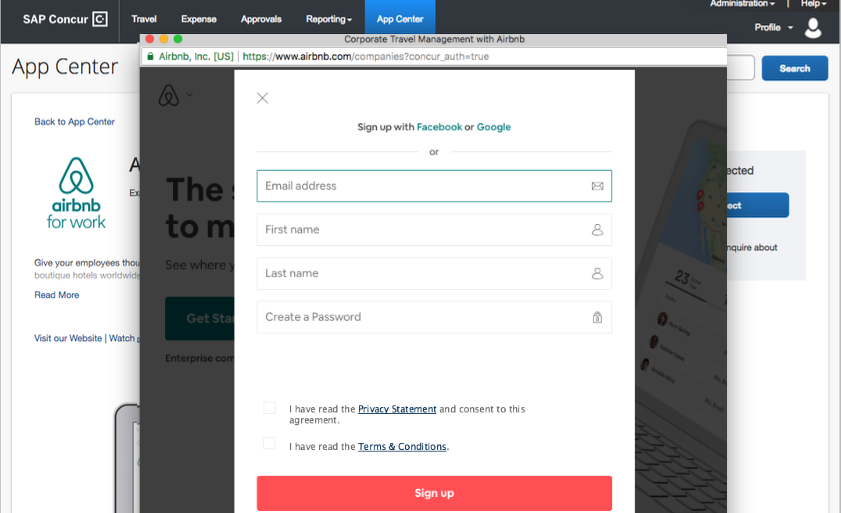 Administration
Help
SAP Concur
Travel
Expense
Approvals
Reporting
App Center
Profile
Corporate Travel Management with Airbnb
Airbnb, Inc. [US] | https://www.airbnb.com/companies?concur_auth=true
App Center
Search
Back to App Center
Sign up with Facebook or Google
or
The
to m
See where y
Get Star
Enterprise com
Email address
First name
Last name
Create a Password
I have read the Privacy Statement and consent to this
agreement.
I have read the Terms & Conditions.
Sign up
airbnb
for work
A
Ex
Give your employees thou
boutique hotels worldwide
Read More
Visit our Website | Watch
ected
ect
nquire about
23